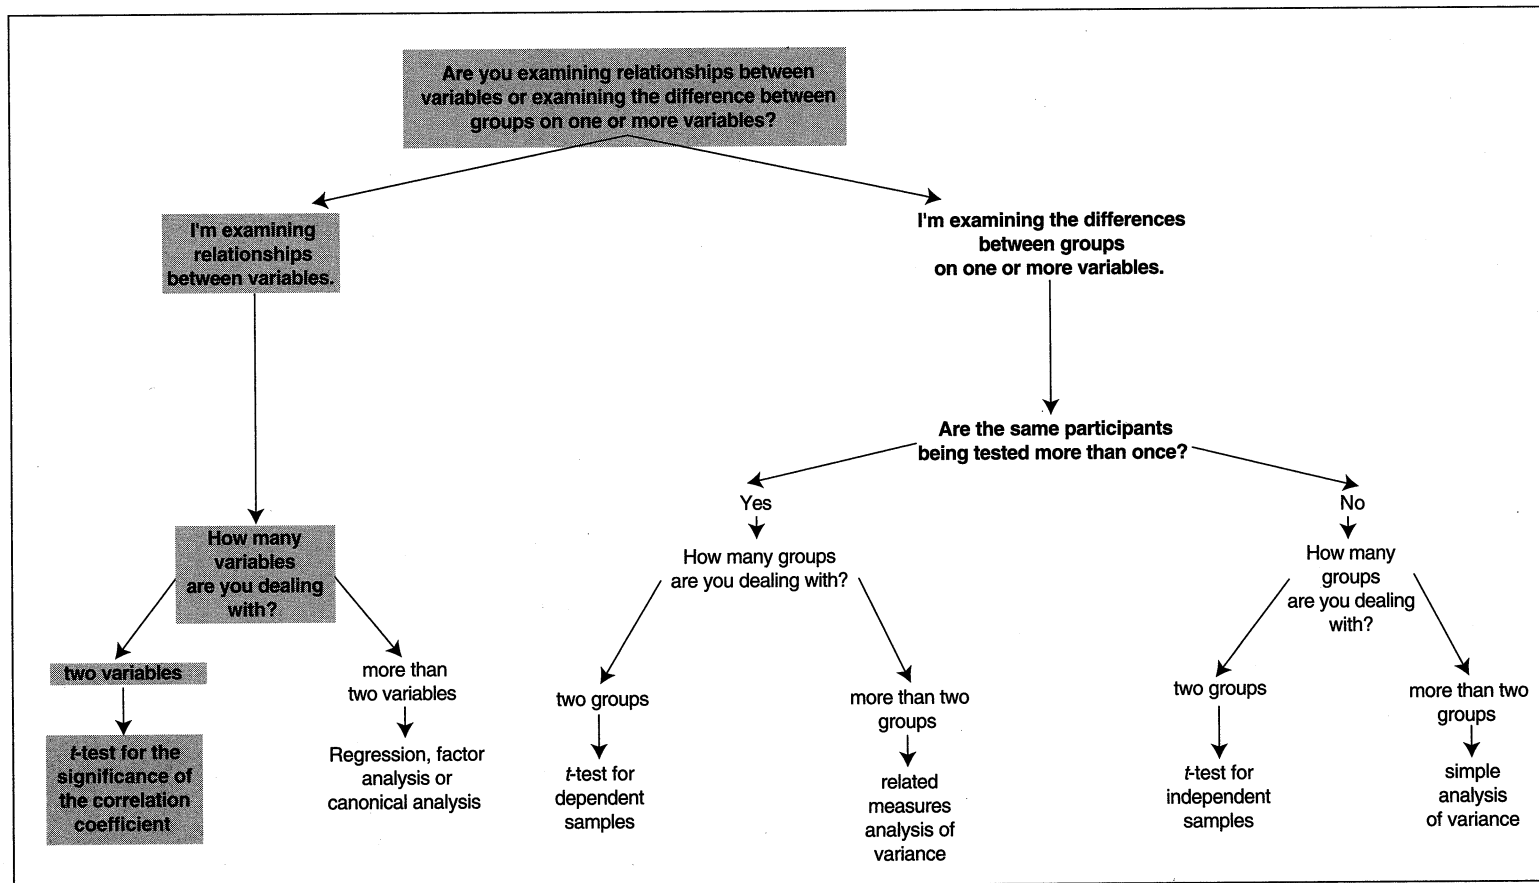 Are you examining relationships between
variables or examining the difference between
groups on one or more variables?
I'm examining
relationships
between variables.
I'm examining the differences
between groups
on one or more variables.
Are the same participants
being tested more than once?
Yes
No
How many
variables
are you dealing
with?
How many groups
are you dealing with?
How many
groups
are you dealing
with?
two variables
more than
two variables
two groups
more than two
groups
two groups
more than two
groups
t-test for the
significance of
the correlation
coefficient
Regression, factor
analysis or
canonical analysis
t-test for
dependent
samples
related
measures
analysis of
variance
t-test for
independent
samples
simple
analysis
of variance